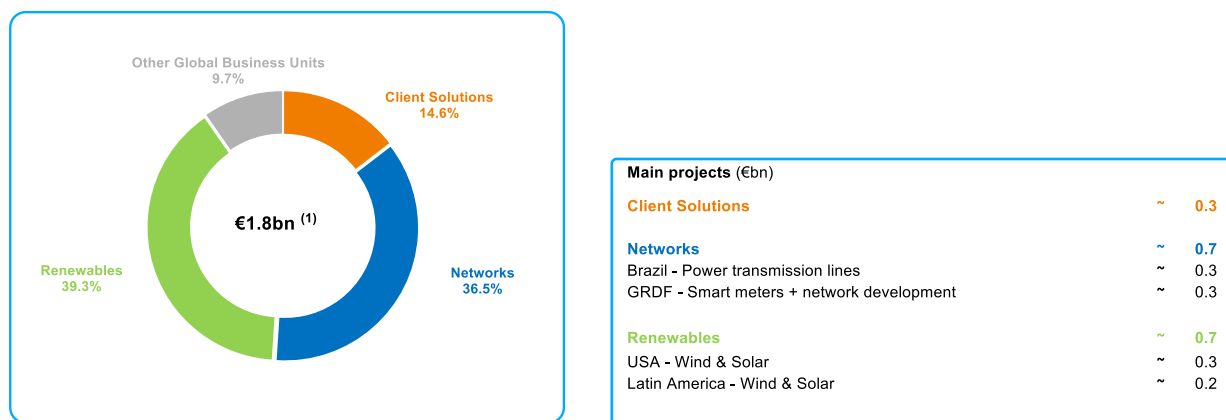 Other Global Business Units
9.7%
Client Solutions
14.6%
€1.8bn (1)
Renewables
39.3%
Networks
36.5%
Main projects (€bn)
Client Solutions ~ 0.3
Networks ~ 0.7
Brazil - Power transmission lines ~ 0.3
GRDF - Smart meters + network development ~ 0.3
Renewables ~ 0.7
USA - Wind & Solar ~ 0.3
Latin America - Wind & Solar ~ 0.2